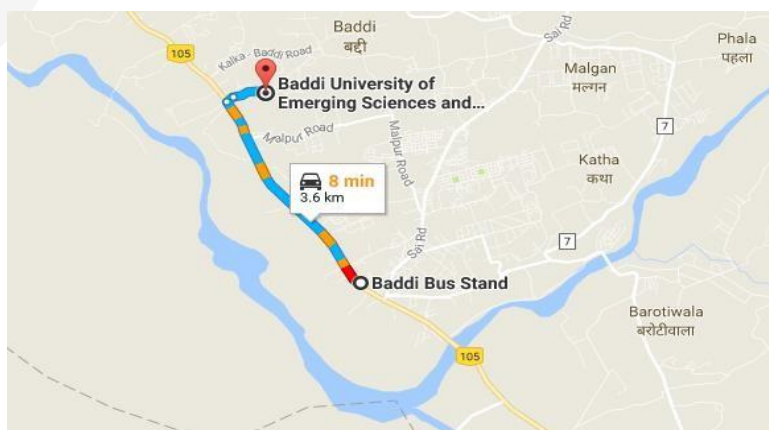 Baddi
बद्दी
Phala
पहला
Sai Rd
105
Kalka - Baddi Road
Baddi University of
Emerging Sciences and...
Malgan
मल्गन
Malpur Road
Malpur Road
7
Katha
कथा
8 min
3.6 km
Sai Rd
7
Baddi Bus Stand
Barotiwala
बरोटीवाला
105